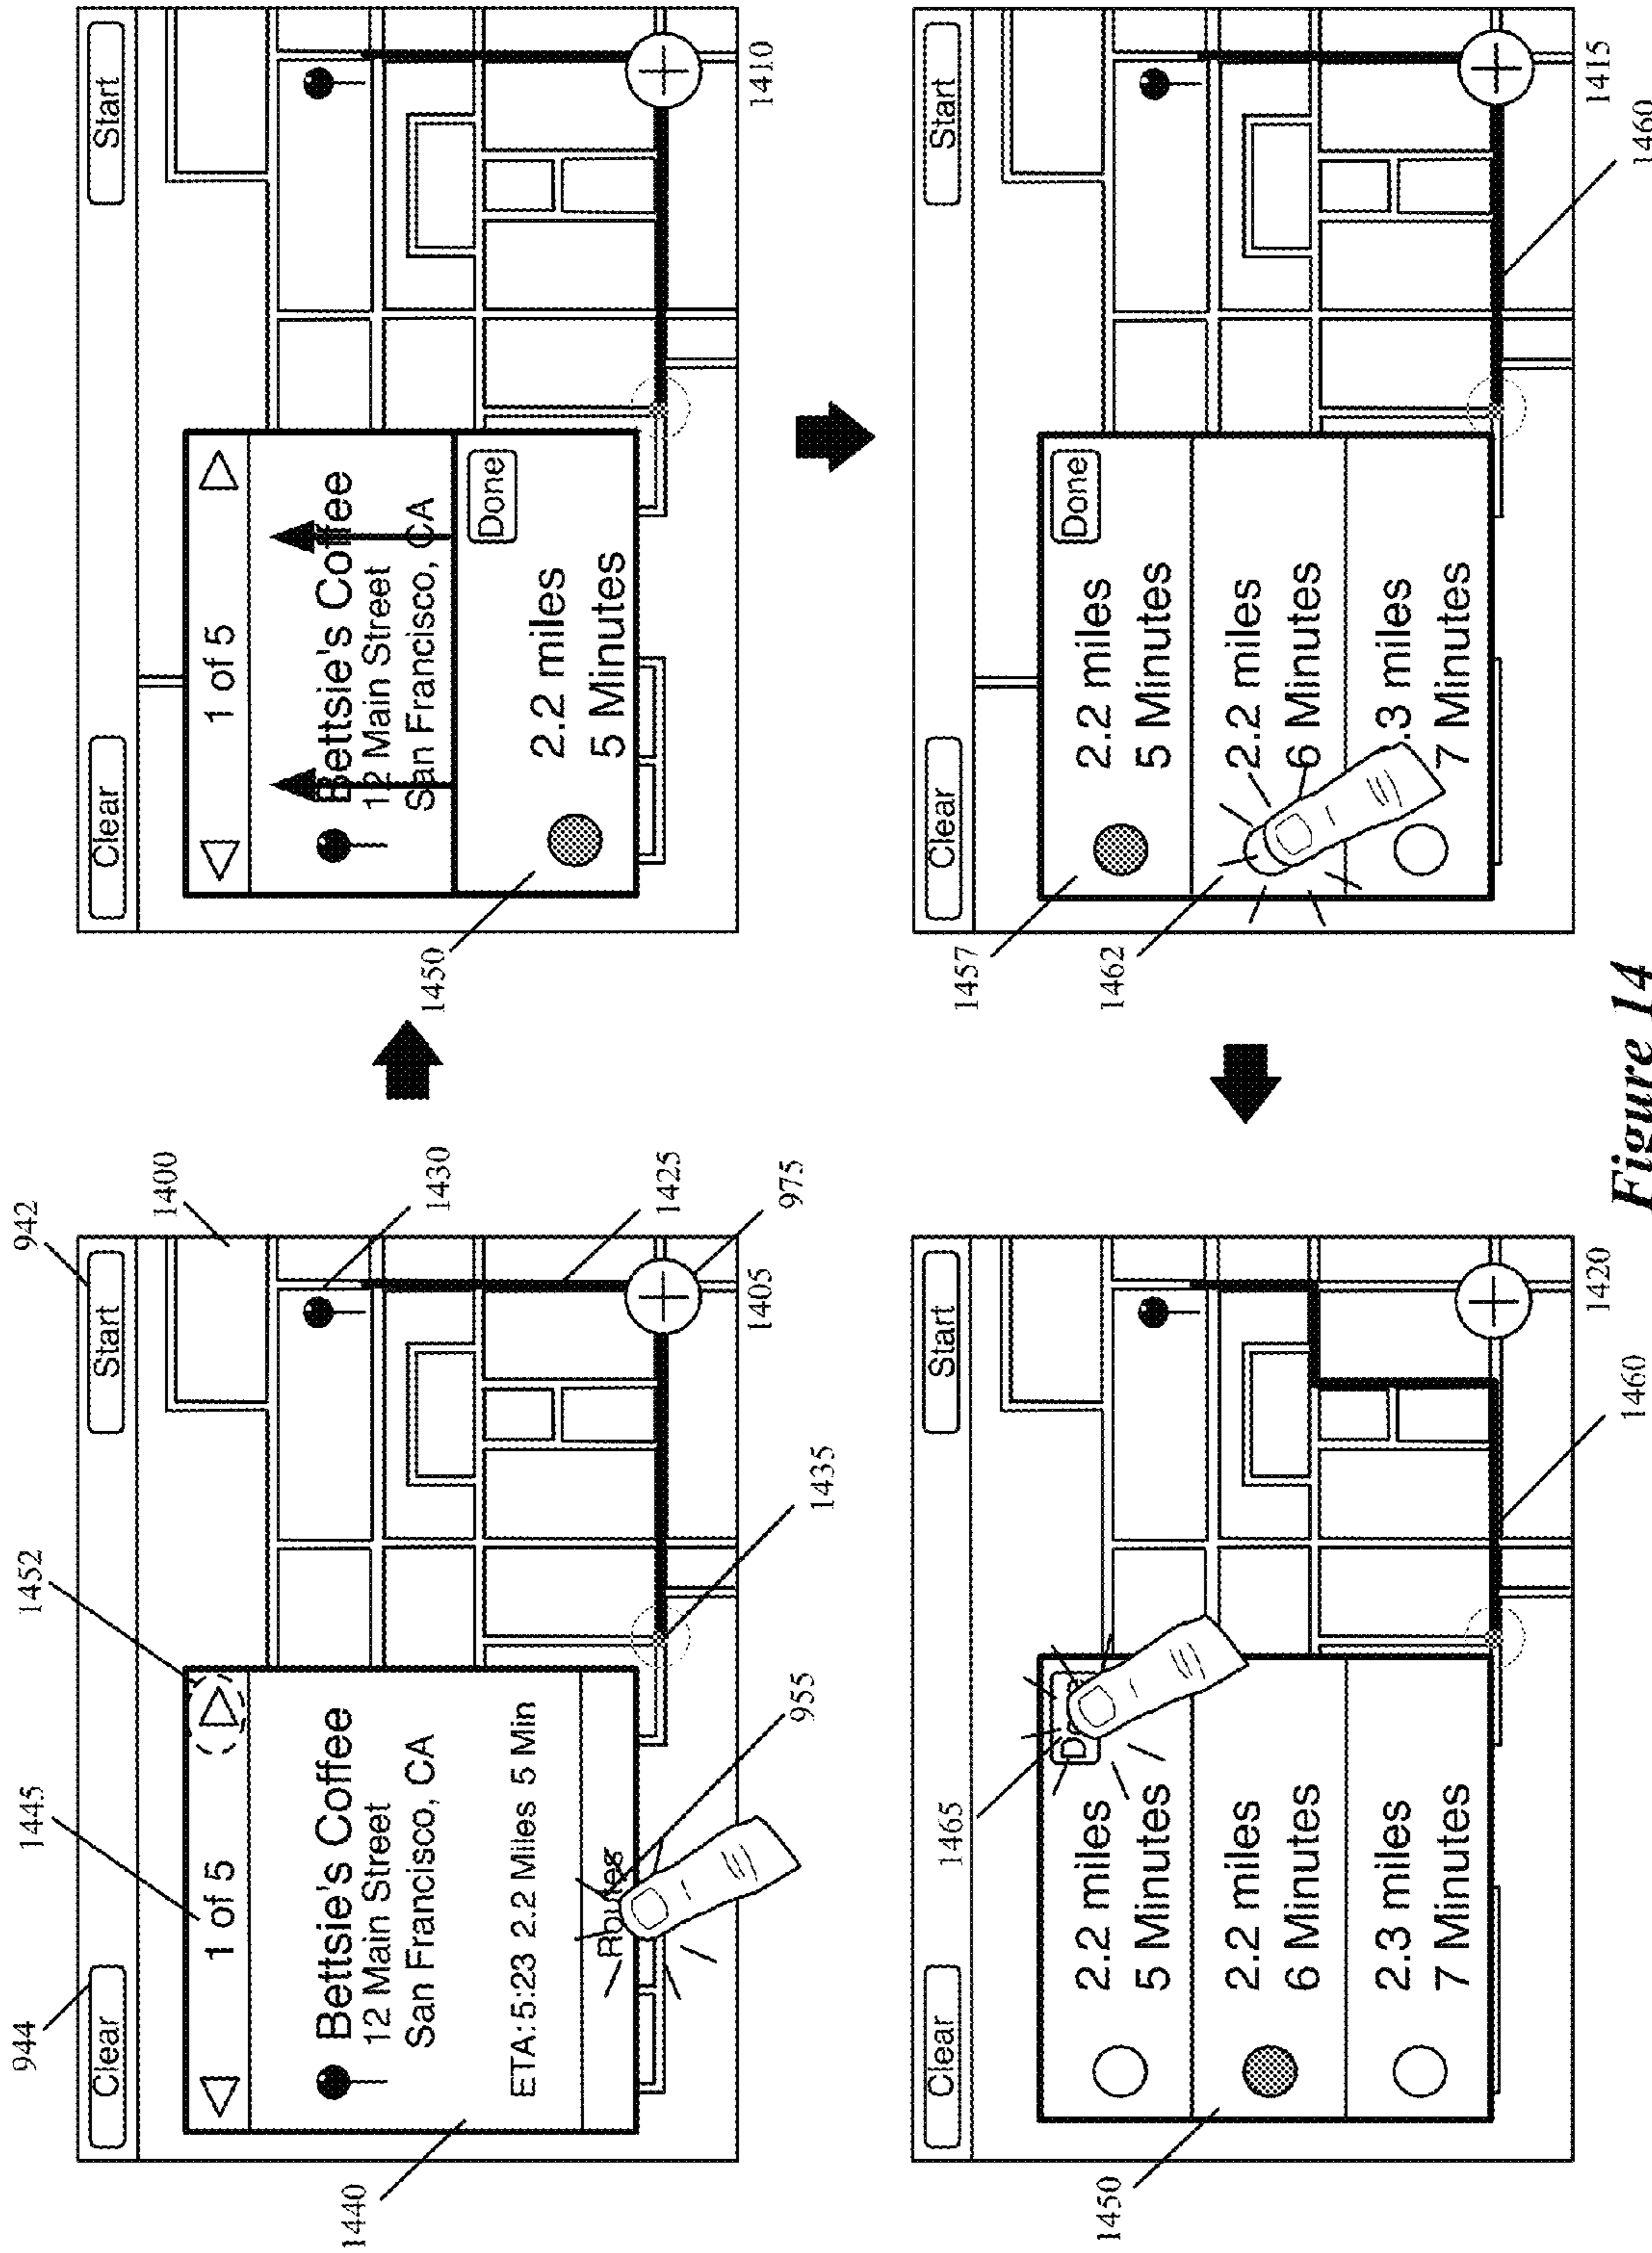 944
1445
1452
942
Clear
Start
1400
1440
1 of 5
Bettsie's Coffee
12 Main Street
San Francisco, CA
ETA: 5:23 2.2 Miles 5 Min
Routes
1430
1425
975
1405
1435
955
Clear
Start
1 of 5
Bettsie's Coffee
12 Main Street
San Francisco, CA
Done
2.2 miles
5 Minutes
1450
1410
Clear
Start
1465
2.2 miles
5 Minutes
2.2 miles
6 Minutes
2.3 miles
7 Minutes
1450
1420
1460
Clear
Start
1457
1462
Done
2.2 miles
5 Minutes
2.2 miles
6 Minutes
.3 miles
7 Minutes
1415
1460
Figure 14